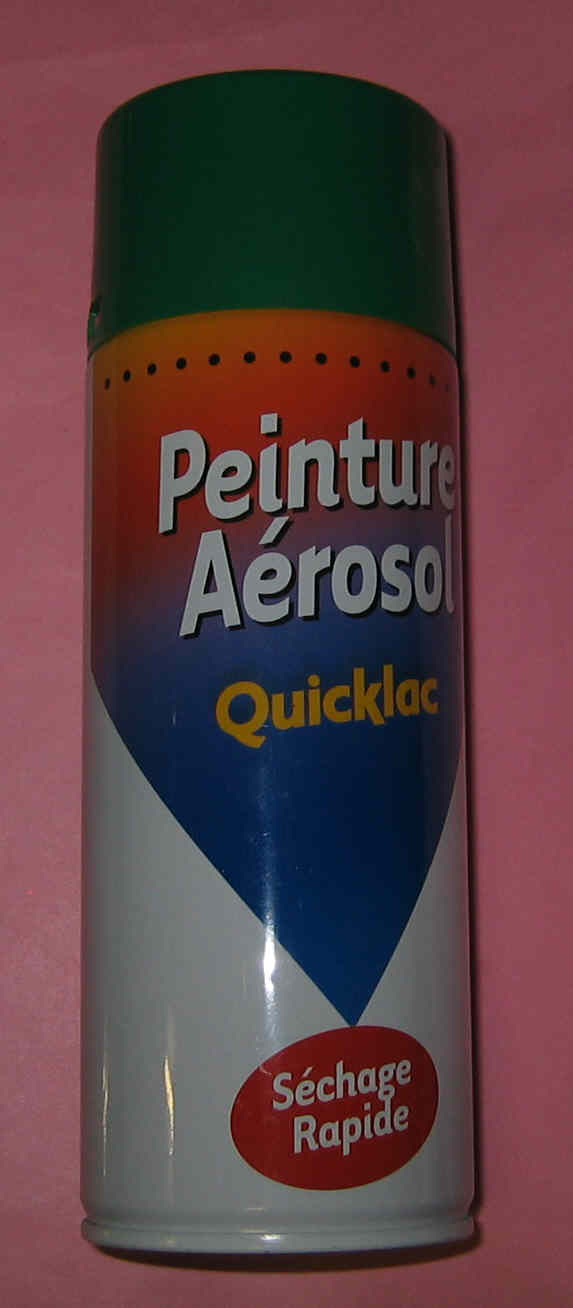 Peinture
Aérosol
Quicklac
Séchage
Rapide